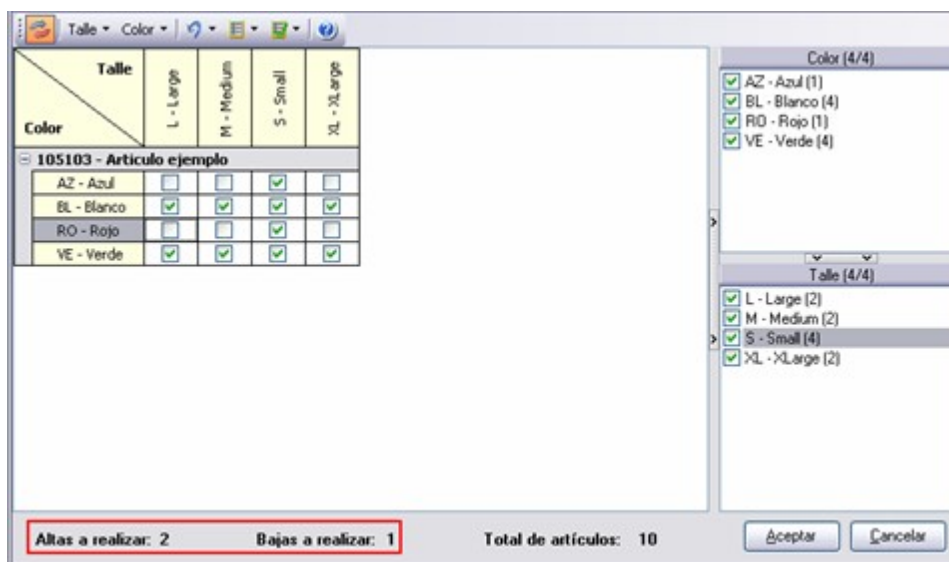 Talle Color
Talle
Color
L - Large
M - Medium
S - Small
XL - XLarge
105103 - Articulo ejemplo
AZ - Azul
BL - Blanco
RO - Rojo
VE - Verde
Color (4/4)
AZ - Azul (1)
BL - Blanco (4)
RO - Rojo (1)
VE - Verde (4)
Talle (4/4)
L - Large (2)
M - Medium (2)
S - Small (4)
XL - XLarge (2)
Altas a realizar: 2 Bajas a realizar: 1 Total de artículos: 10 Aceptar Cancelar